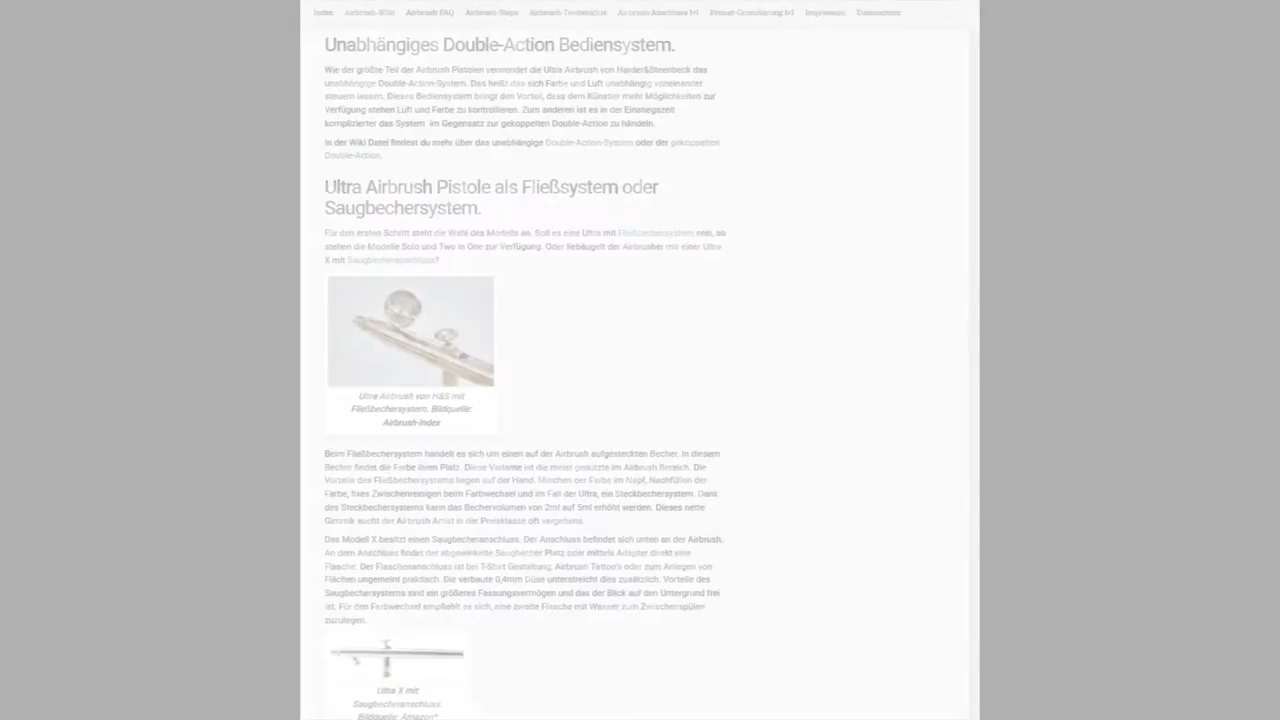 Index Airbrush-Wiki Airbrush FAQ Airbrush-Steps Airbrush-Testberichte Airbrush-Anschluss 1×1 Primer-Grundierung 1×1 Impressum Datenschutz
Unabhängiges Double-Action Bediensystem.
Wie der größte Teil der Airbrush Pistolen verwendet die Ultra Airbrush von Harder&Steenbeck das
unabhängige Double-Action-System. Das heißt das sich Farbe und Luft unabhängig voneinander
steuern lassen. Dieses Bediensystem bringt den Vorteil, dass dem Künstler mehr Möglichkeiten zur
Verfügung stehen Luft und Farbe zu kontrollieren. Zum anderen ist es in der Einstiegszeit
komplizierter das System im Gegensatz zur gekoppelten Double-Action zu händeln.
In der Wiki Datei findest du mehr über das unabhängige Double-Action-System oder der gekoppelten
Double-Action.
Ultra Airbrush Pistole als Fließsystem oder
Saugbechersystem.
Für den ersten Schritt steht die Wahl des Modells an. Soll es eine Ultra mit Fließbechersystem sein, so
stehen die Modelle Solo und Two in One zur Verfügung. Oder liebäugelt der Airbrusher mit einer Ultra
X mit Saugbecheranschluss?
Ultra Airbrush von H&S mit
Fließbechersystem. Bildquelle:
Airbrush-Index
Beim Fließbechersystem handelt es sich um einen auf der Airbrush aufgesteckten Becher. In diesem
Becher findet die Farbe ihren Platz. Diese Variante ist die meist genutzte im Airbrush Bereich. Die
Vorteile des Fließbechersystems liegen auf der Hand. Mischen der Farbe im Napf, Nachfüllen der
Farbe, fixes Zwischenreinigen beim Farbwechsel und im Fall der Ultra, ein Steckbechersystem. Dank
des Steckbechersystems kann das Bechervolumen von 2ml auf 5ml erhöht werden. Dieses nette
Gimmik sucht der Airbrush Artist in der Preisklasse oft vergebens.
Das Modell X besitzt einen Saugbecheranschluss. Der Anschluss befindet sich unten an der Airbrush.
An dem Anschluss findet der abgewinkelte Saugbecher Platz oder mittels Adapter direkt eine
Flasche. Der Flaschenanschluss ist bei T-Shirt Gestaltung, Airbrush Tattoo's oder zum Anlegen von
Flächen ungemein praktisch. Die verbaute 0,4mm Düse unterstreicht dies zusätzlich. Vorteile des
Saugbechersystems sind ein größeres Fassungsvermögen und das der Blick auf den Untergrund frei
ist. Für den Farbwechsel empfiehlt es sich, eine zweite Flasche mit Wasser zum Zwischenspülen
zuzulegen.
Ultra X mit
Saugbecheranschluss.
Bildquelle: Amazon*